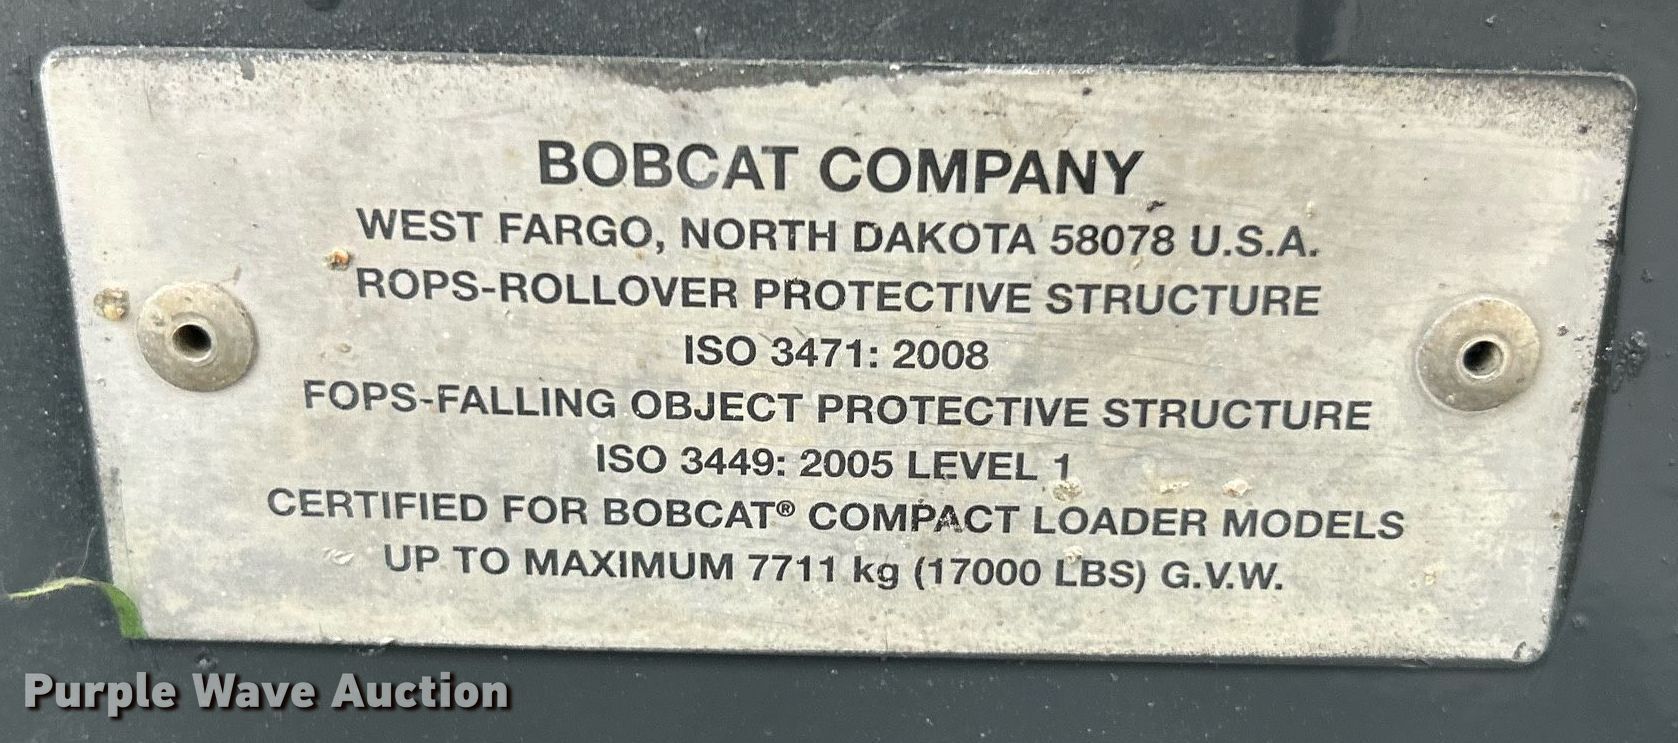 BOBCAT COMPANY
WEST FARGO, NORTH DAKOTA 58078 U.S.A.
ROPS-ROLLOVER PROTECTIVE STRUCTURE
ISO 3471: 2008
FOPS-FALLING OBJECT PROTECTIVE STRUCTURE
ISO 3449: 2005 LEVEL 1
CERTIFIED FOR BOBCAT® COMPACT LOADER MODELS
UP TO MAXIMUM 7711 kg (17000 LBS) G.V.W.
Purple Wave Auction